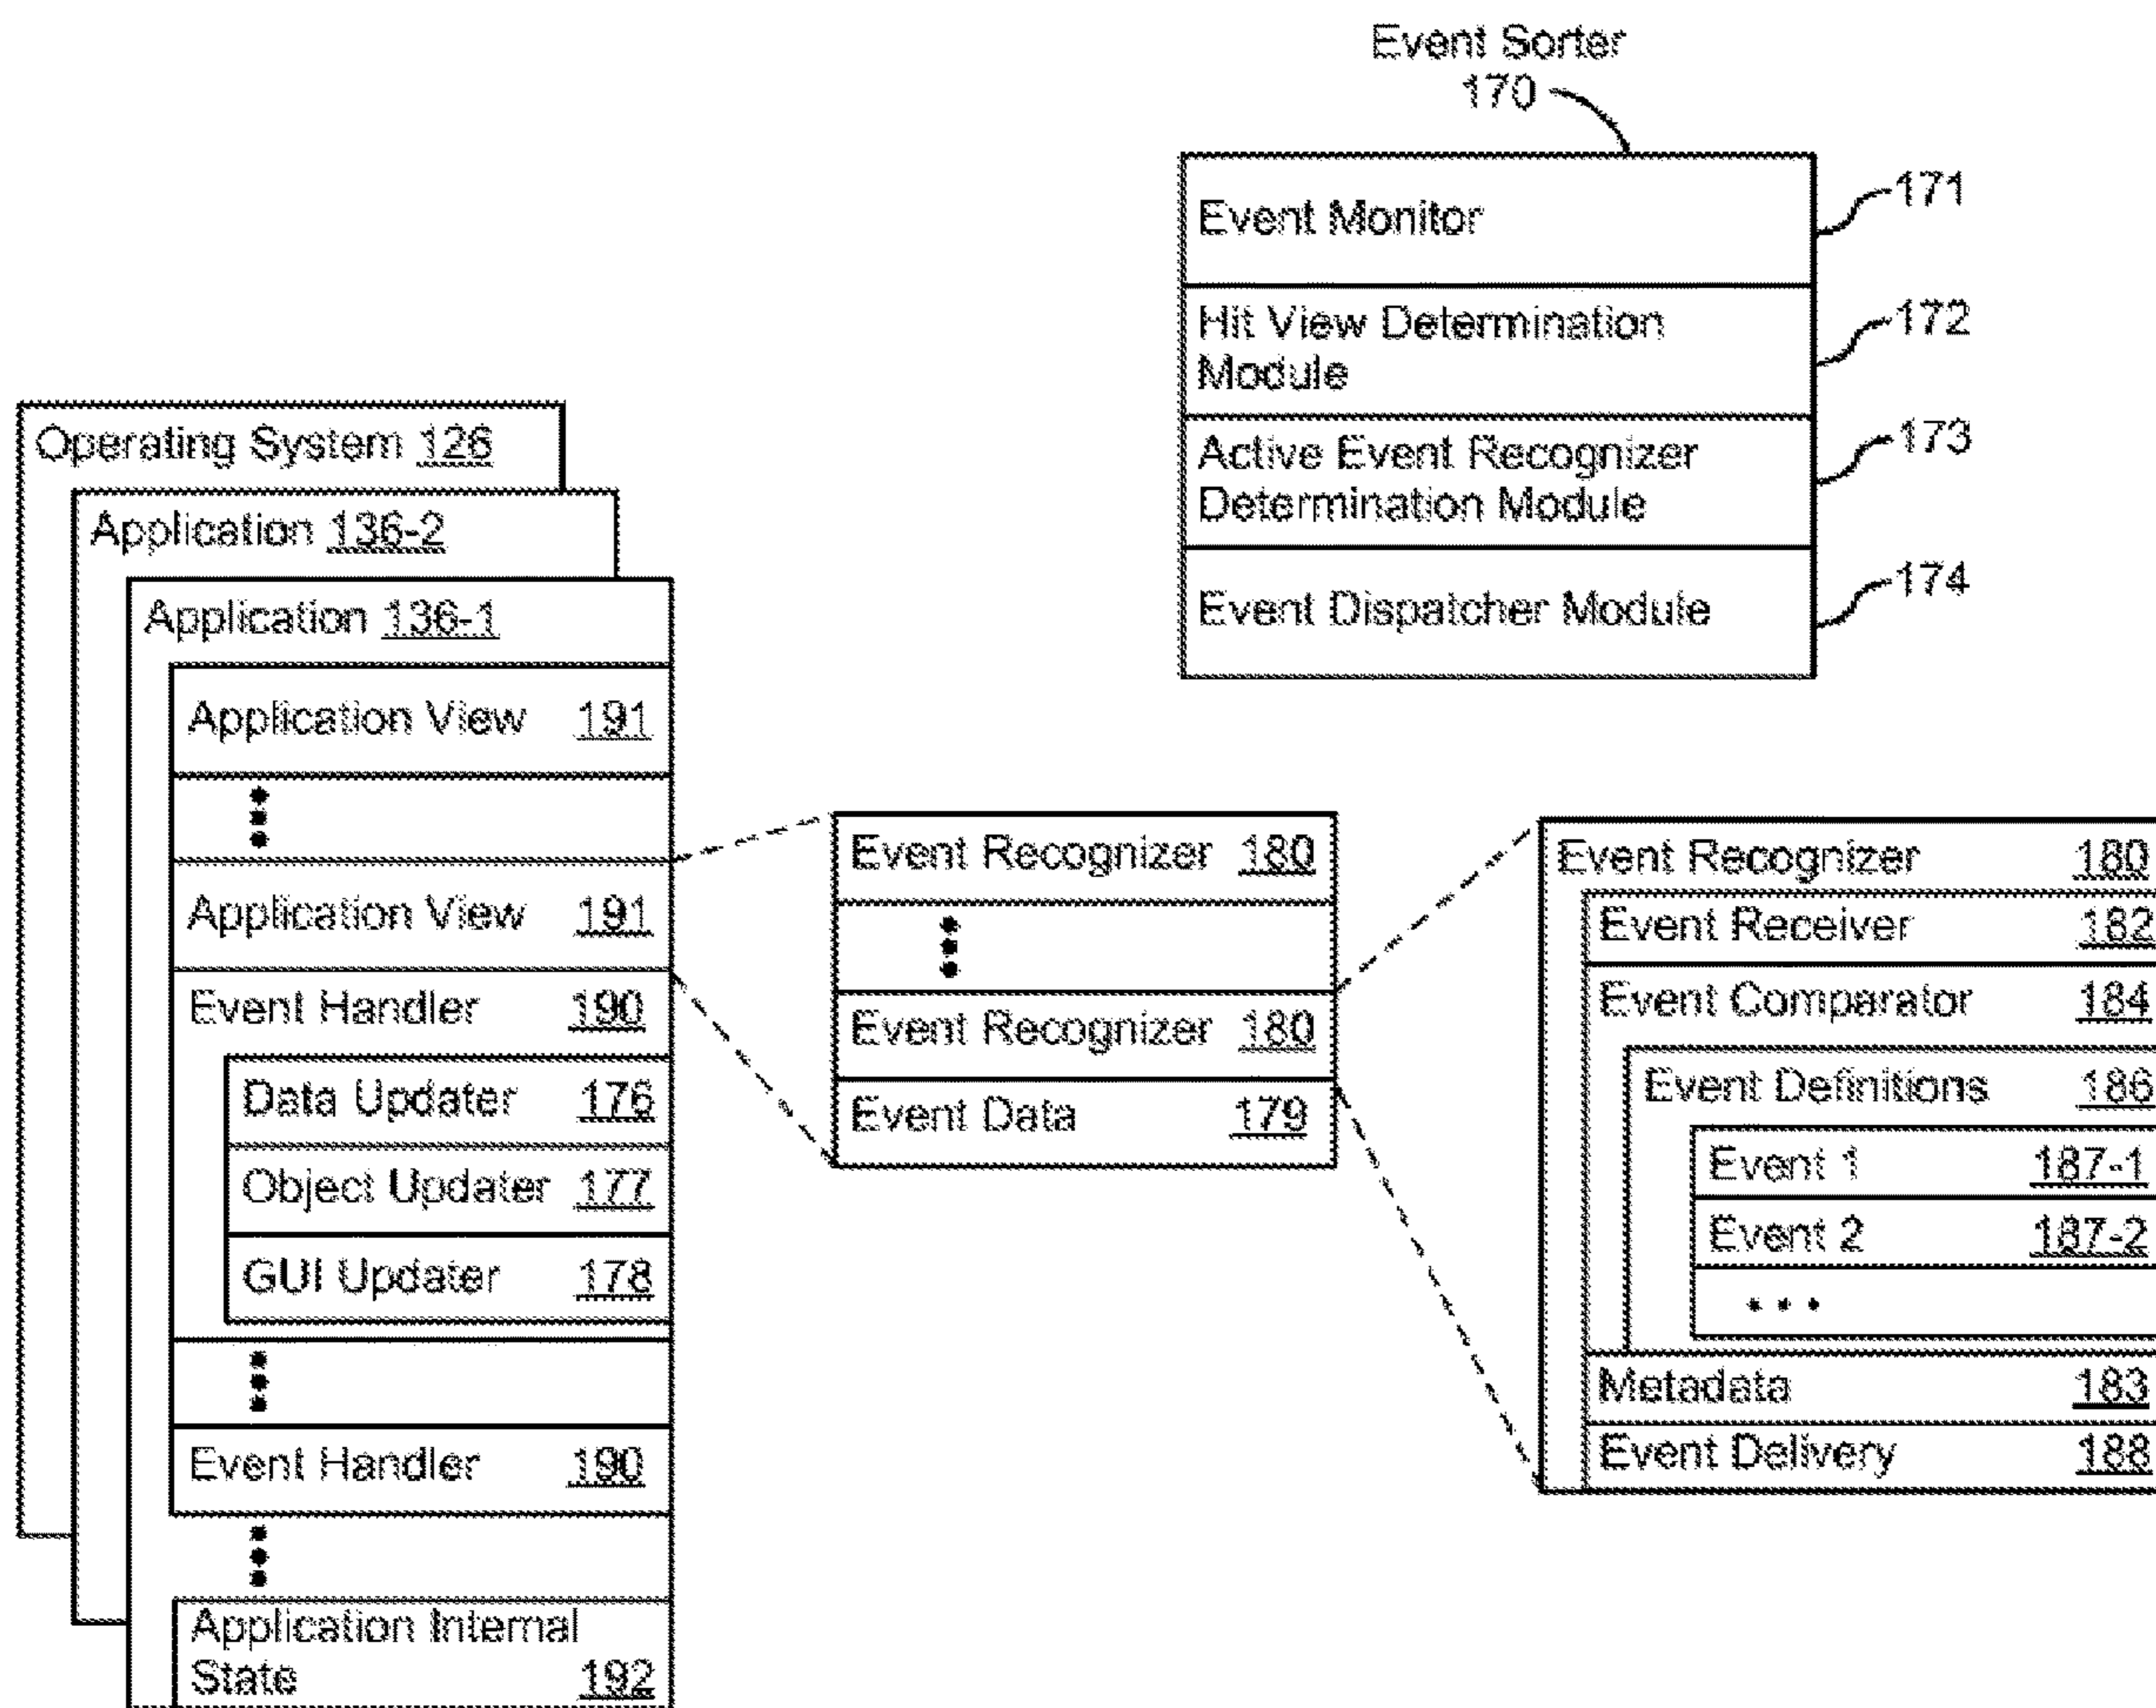 Event Sorter
170
Event Monitor
171
Hit View Determination
Module
172
Active Event Recognizer
Determination Module
173
Event Dispatcher Module
174
Operating System 126
Application 136-2
Application 136-1
Application View 191
Application View 191
Event Handler 190
Data Updater 176
Object Updater 177
GUI Updater 178
Event Handler 190
Application Internal
State 192
Event Recognizer 180
Event Recognizer 180
Event Data 179
Event Recognizer 180
Event Receiver 182
Event Comparator 184
Event Definitions 186
Event 1 187-1
Event 2 187-2
. . .
Metadata 183
Event Delivery 188